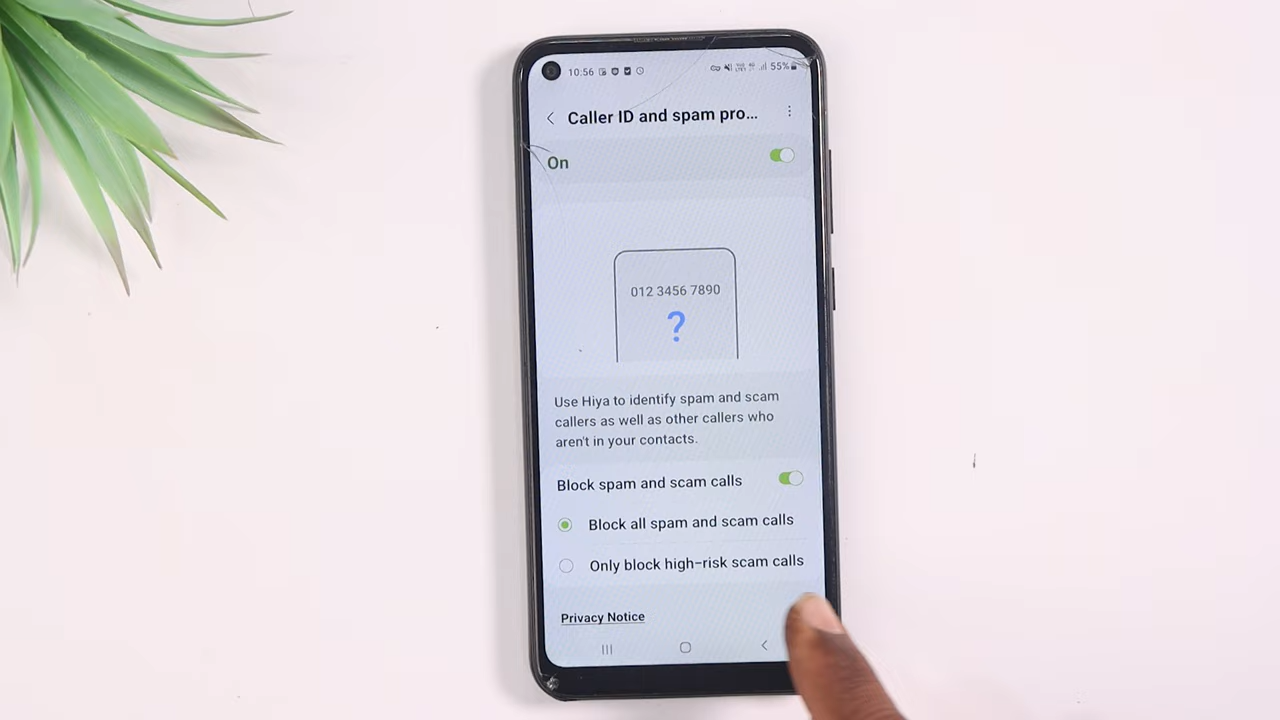 10:56 55%
Caller ID and spam pro...
On
012 3456 7890
?
Use Hiya to identify spam and scam
callers as well as other callers who
aren't in your contacts.
Block spam and scam calls
Block all spam and scam calls
Only block high-risk scam calls
Privacy Notice